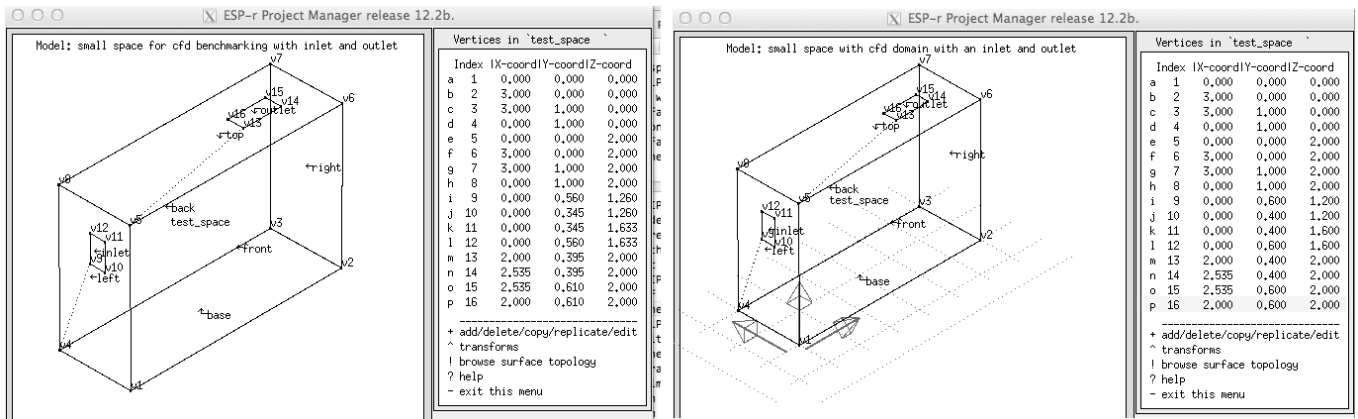 ESP-r Project Manager release 12.2b.
Model: small space for cfd benchmarking with inlet and outlet
v7
v15
v14
v6
v16
↰outlet
v13
↰top
←right
v8
←back
v5
test_space
v3
v12
v11
←inlet
←front
v9
v10
←left
v2
↰base
v4
v1
Vertices in `test_space `
Index |X-coord|Y-coord|Z-coord
a 1 0.000 0.000 0.000
b 2 3.000 0.000 0.000
c 3 3.000 1.000 0.000
d 4 0.000 1.000 0.000
e 5 0.000 0.000 2.000
f 6 3.000 0.000 2.000
g 7 3.000 1.000 2.000
h 8 0.000 1.000 2.000
i 9 0.000 0.560 1.260
j 10 0.000 0.345 1.260
k 11 0.000 0.345 1.633
l 12 0.000 0.560 1.633
m 13 2.000 0.395 2.000
n 14 2.535 0.395 2.000
o 15 2.535 0.610 2.000
p 16 2.000 0.610 2.000
+ add/delete/copy/replicate/edit
^ transforms
! browse surface topology
? help
- exit this menu
ESP-r Project Manager release 12.2b.
Model: small space with cfd domain with an inlet and outlet
v7
v15
v14
v6
v16
↰outlet
v13
↰top
←right
v8
←back
v5
test_space
v3
v12
v11
←inlet
←front
v9
v10
←left
v2
↰base
v4
v1
Vertices in `test_space `
Index |X-coord|Y-coord|Z-coord
a 1 0.000 0.000 0.000
b 2 3.000 0.000 0.000
c 3 3.000 1.000 0.000
d 4 0.000 1.000 0.000
e 5 0.000 0.000 2.000
f 6 3.000 0.000 2.000
g 7 3.000 1.000 2.000
h 8 0.000 1.000 2.000
i 9 0.000 0.600 1.200
j 10 0.000 0.400 1.200
k 11 0.000 0.400 1.600
l 12 0.000 0.600 1.600
m 13 2.000 0.400 2.000
n 14 2.535 0.400 2.000
o 15 2.535 0.600 2.000
p 16 2.000 0.600 2.000
+ add/delete/copy/replicate/edit
^ transforms
! browse surface topology
? help
- exit this menu